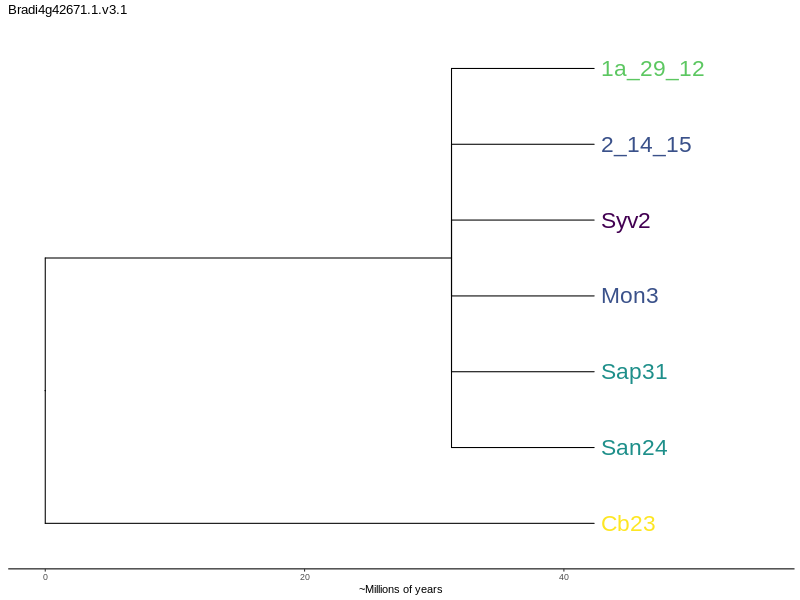 Bradi4g42671.1.v3.1
1a_29_12
2_14_15
Syv2
Mon3
Sap31
San24
Cb23
0 20 40
~Millions of years